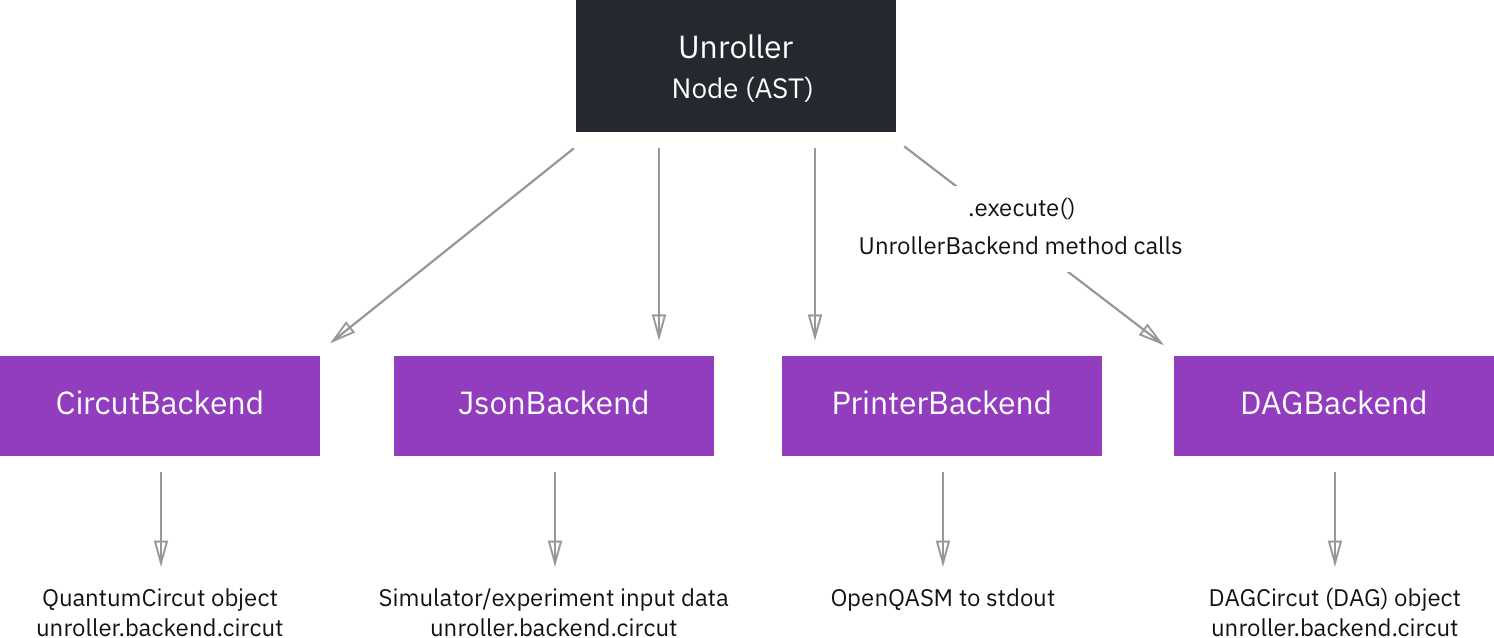 Unroller
Node (AST)
.execute()
UnrollerBackend method calls
CircutBackend
JsonBackend
PrinterBackend
DAGBackend
QuantumCircut object
unroller.backend.circut
Simulator/experiment input data
unroller.backend.circut
OpenQASM to stdout
DAGCircut (DAG) object
unroller.backend.circut